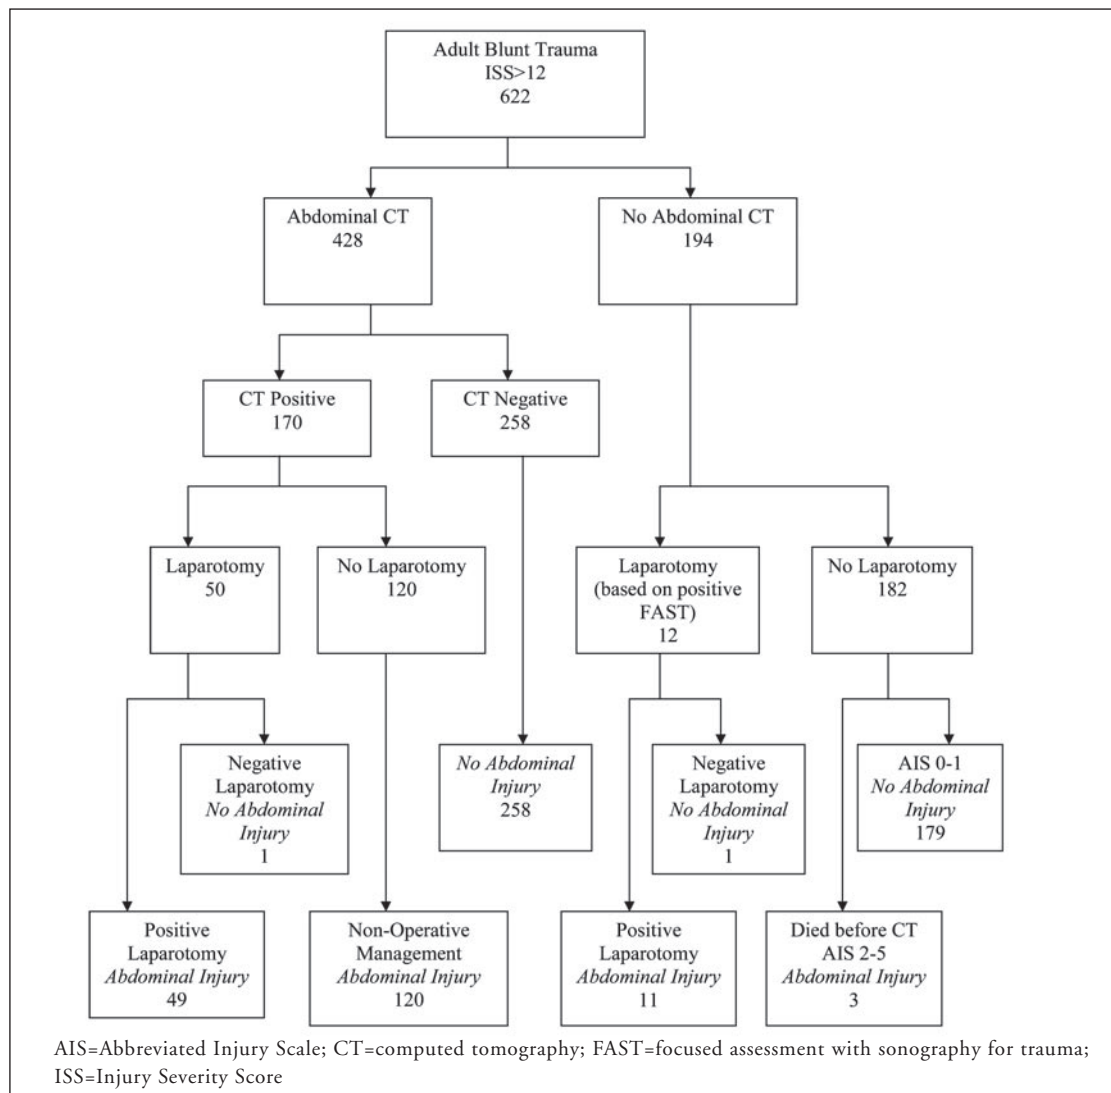 Adult Blunt Trauma
ISS>12
622
Abdominal CT
428
No Abdominal CT
194
CT Positive
170
CT Negative
258
Laparotomy
50
No Laparotomy
120
Laparotomy
(based on positive
FAST)
12
No Laparotomy
182
Negative
Laparotomy
No Abdominal
Injury
1
No Abdominal
Injury
258
Negative
Laparotomy
No Abdominal
Injury
1
AIS 0-1
No Abdominal
Injury
179
Positive
Laparotomy
Abdominal Injury
49
Non-Operative
Management
Abdominal Injury
120
Positive
Laparotomy
Abdominal Injury
11
Died before CT
AIS 2-5
Abdominal Injury
3
AIS=Abbreviated Injury Scale; CT=computed tomography; FAST=focused assessment with sonography for trauma;
ISS=Injury Severity Score